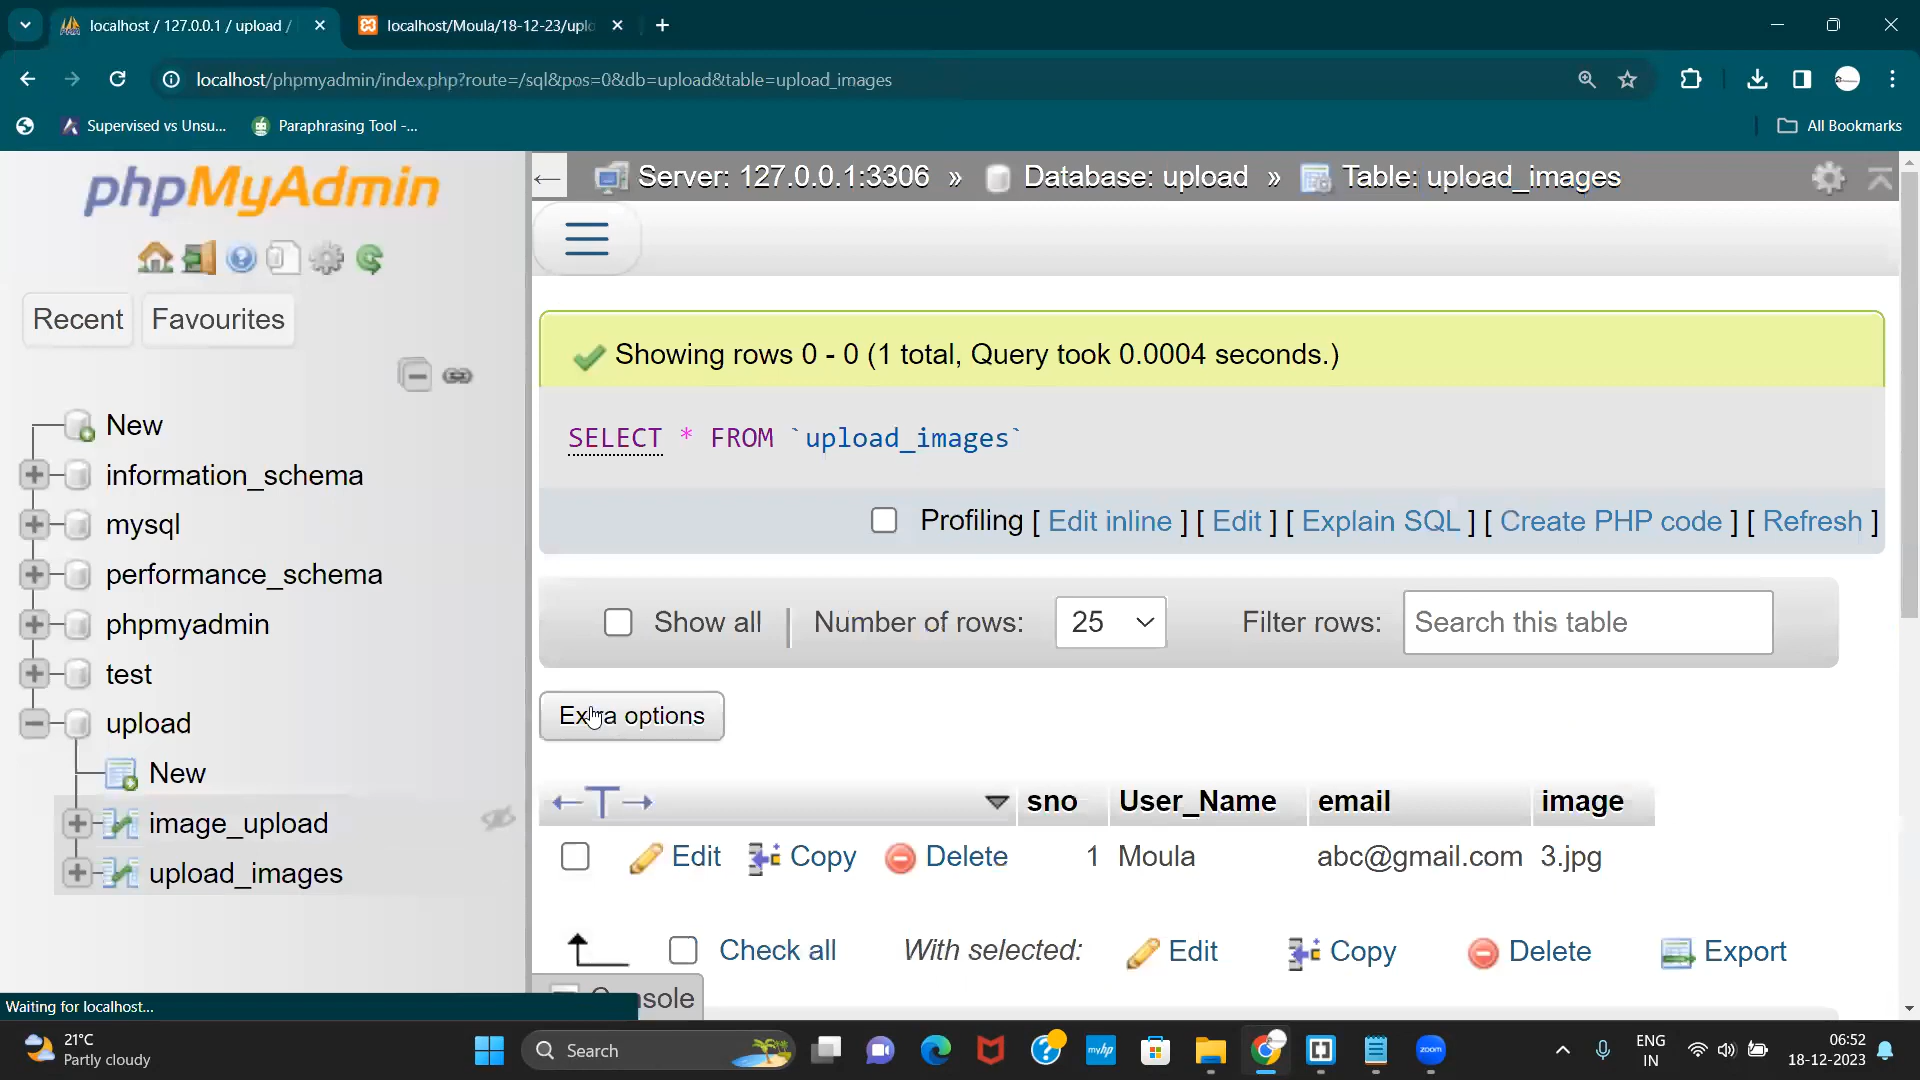 localhost / 127.0.0.1 / upload /
localhost/Moula/18-12-23/uplo
localhost/phpmyadmin/index.php?route=/sql&pos=0&db=upload&table=upload_images
Supervised vs Unsu...
Paraphrasing Tool -...
All Bookmarks
phpMyAdmin
Server: 127.0.0.1:3306 » Database: upload » Table: upload_images
Recent
Favourites
Showing rows 0 - 0 (1 total, Query took 0.0004 seconds.)
SELECT * FROM `upload_images`
Profiling [ Edit inline ] [ Edit ] [ Explain SQL ] [ Create PHP code ] [ Refresh ]
New
information_schema
mysql
performance_schema
phpmyadmin
test
upload
New
image_upload
upload_images
Show all
Number of rows:
25
Filter rows:
Search this table
Extra options
←T→ sno User_Name email image
Edit Copy Delete 1 Moula abc@gmail.com 3.jpg
Check all With selected: Edit Copy Delete Export
Console
Waiting for localhost...
21°C
Partly cloudy
Search
myhp
zoom
ENG
IN
06:52
18-12-2023